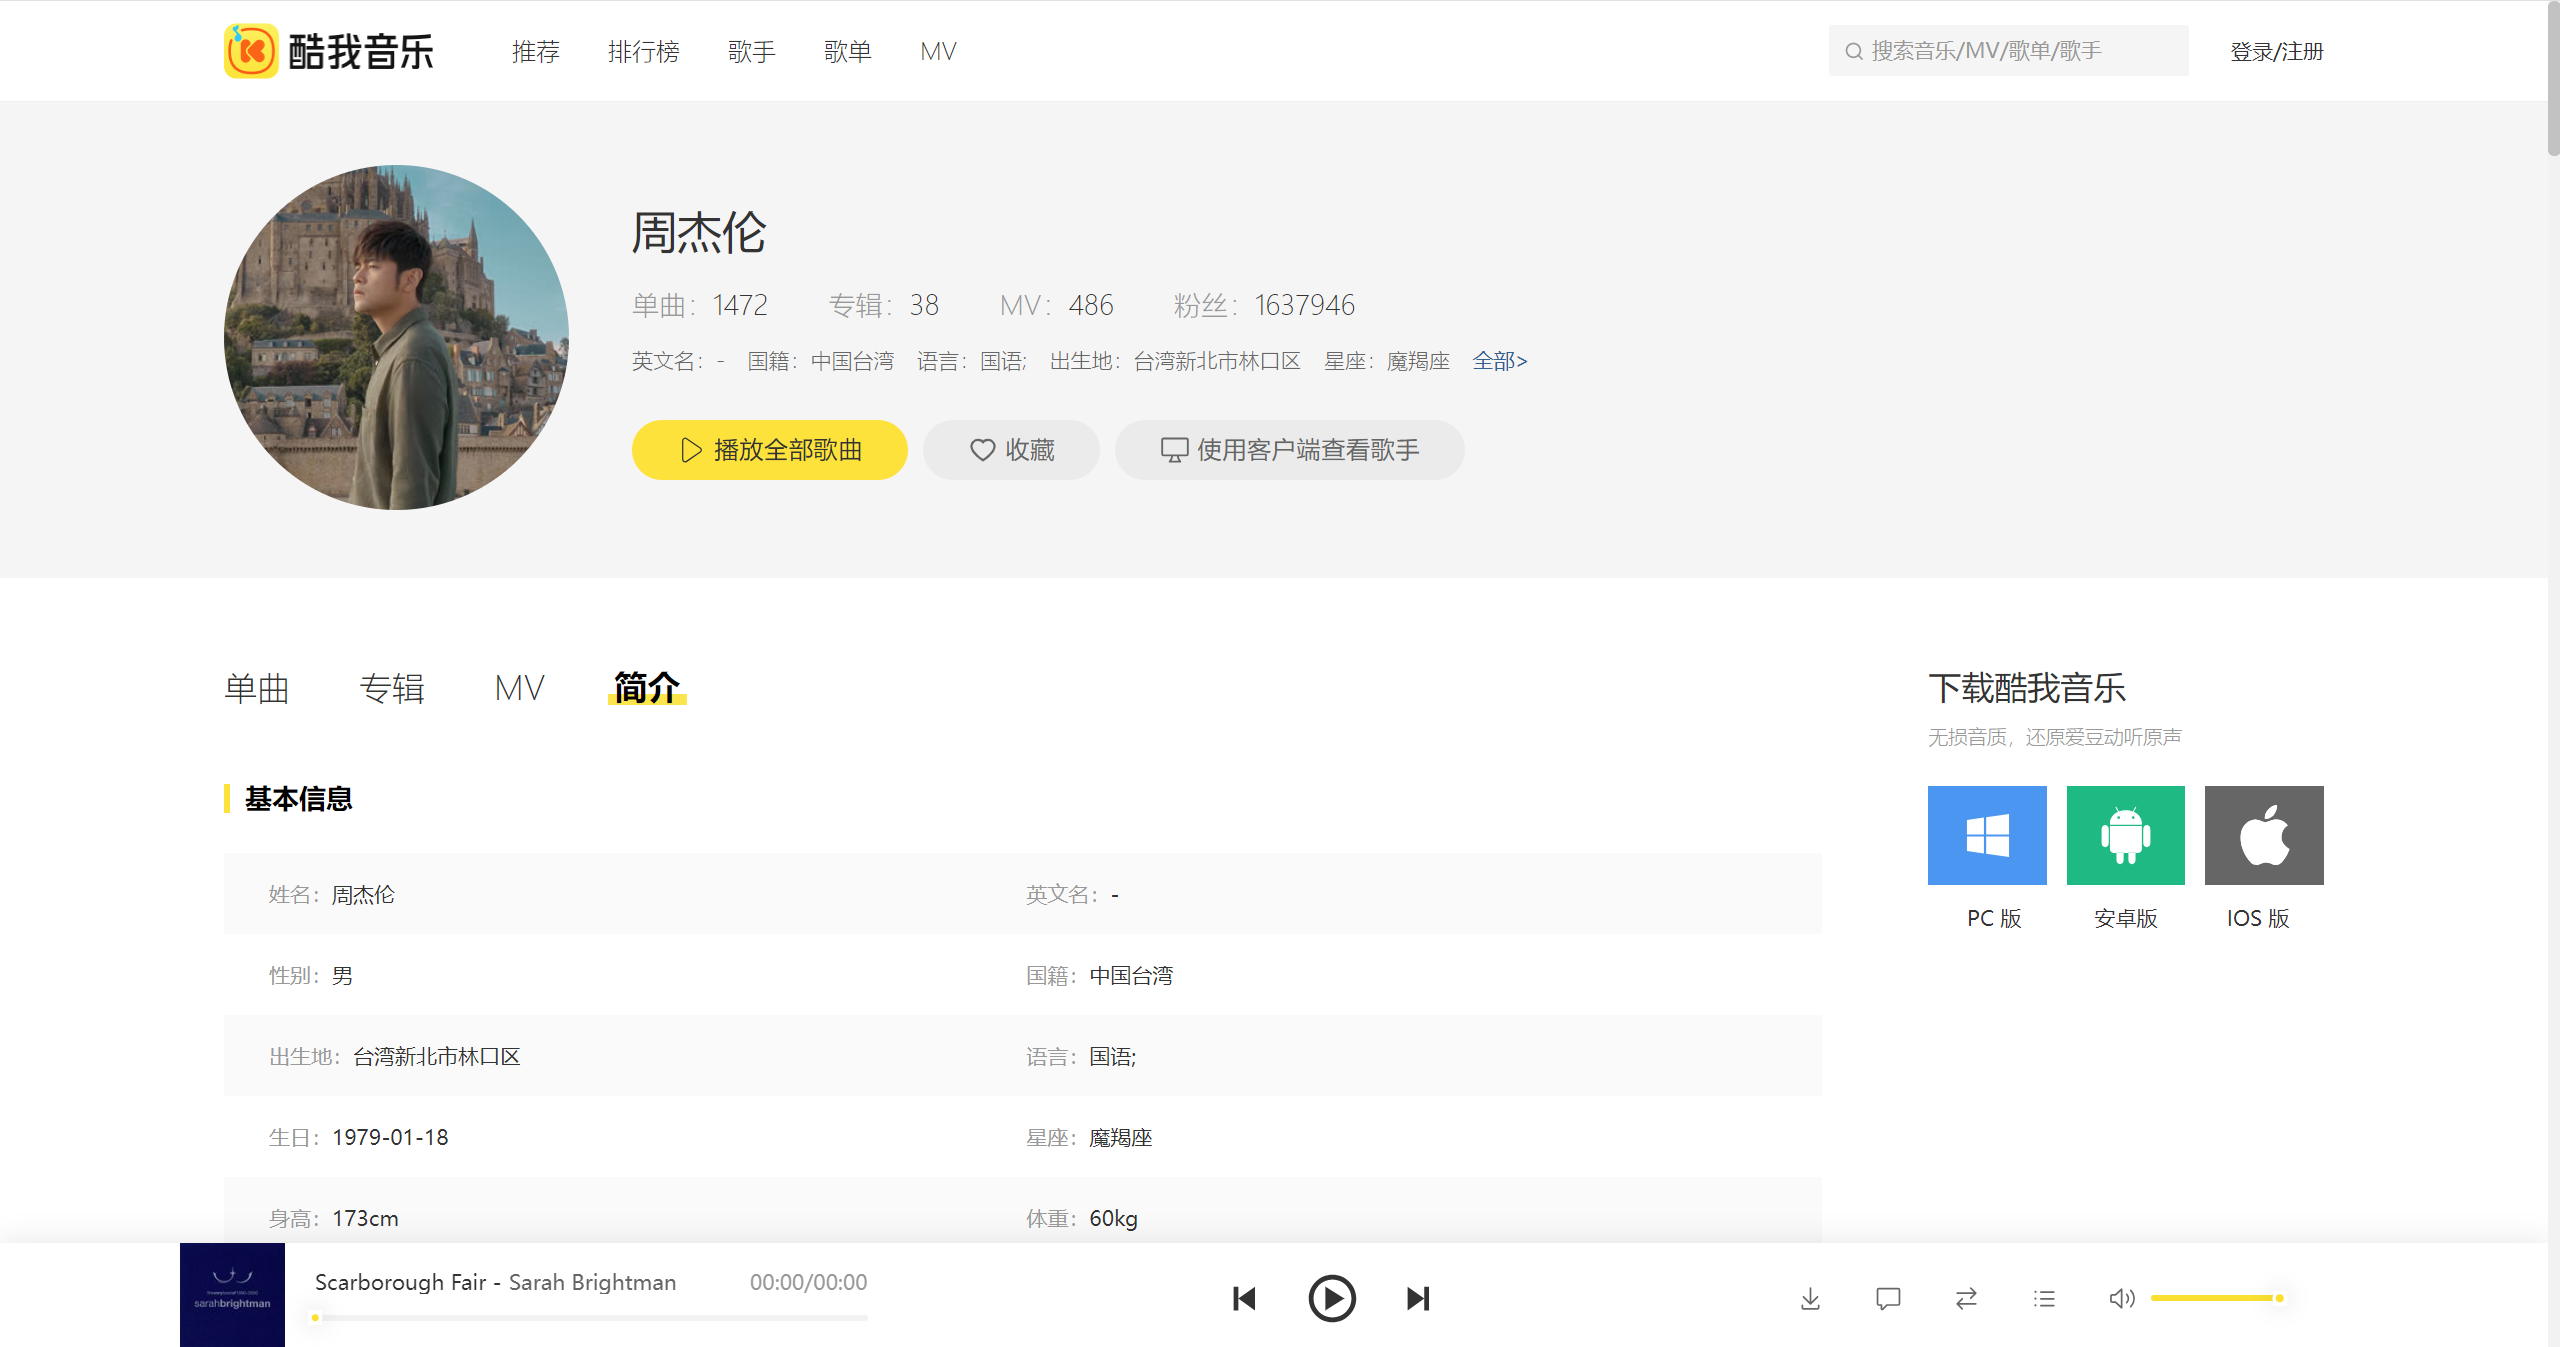 酷我音乐 推荐 排行榜 歌手 歌单 MV 搜索音乐/MV/歌单/歌手 登录/注册
周杰伦
单曲：1472 专辑：38 MV：486 粉丝：1637946
英文名：- 国籍：中国台湾 语言：国语; 出生地：台湾新北市林口区 星座：魔羯座 全部>
播放全部歌曲 收藏 使用客户端查看歌手
单曲 专辑 MV 简介
基本信息
姓名：周杰伦 英文名：-
性别：男 国籍：中国台湾
出生地：台湾新北市林口区 语言：国语;
生日：1979-01-18 星座：魔羯座
身高：173cm 体重：60kg
下载酷我音乐
无损音质，还原爱豆动听原声
PC 版 安卓版 IOS 版
sarahbrightman
Scarborough Fair - Sarah Brightman 00:00/00:00